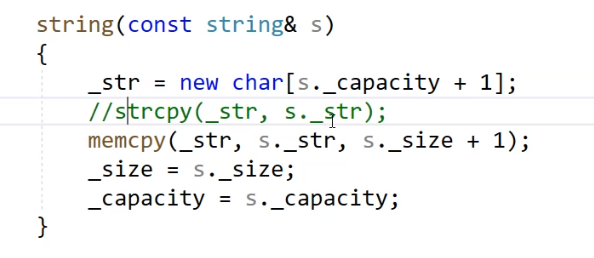 string(const string& s)
{
    _str = new char[s._capacity + 1];
    //strcpy(_str, s._str);
    memcpy(_str, s._str, s._size + 1);
    _size = s._size;
    _capacity = s._capacity;
}